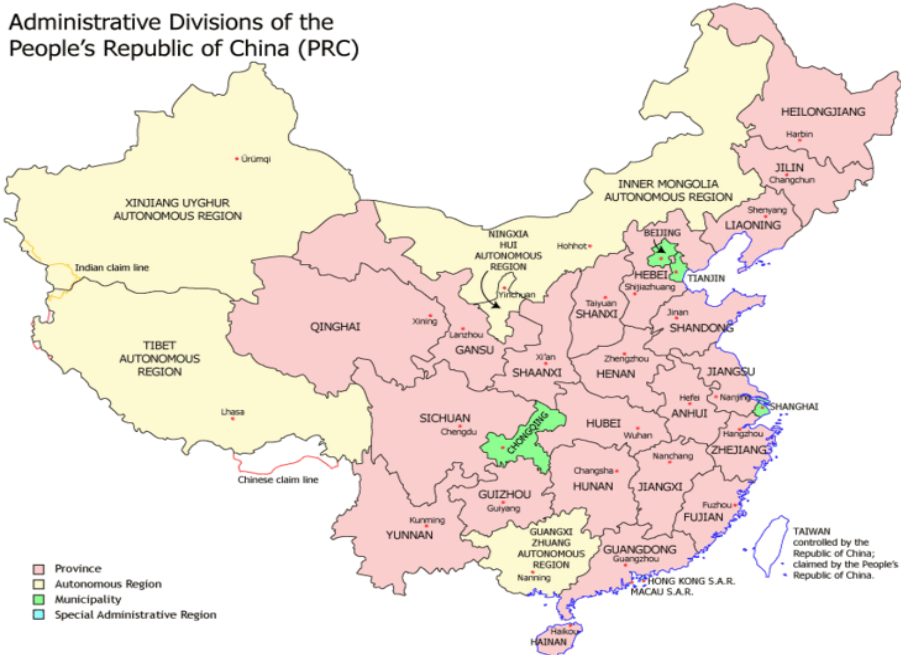 Administrative Divisions of the
People's Republic of China (PRC)
HEILONGJIANG
Harbin
JILIN
Changchun
Ürümqi
INNER MONGOLIA
AUTONOMOUS REGION
XINJIANG UYGHUR
AUTONOMOUS REGION
Shenyang
LIAONING
NINGXIA
HUI
AUTONOMOUS
REGION
BEIJING
Hohhot
Indian claim line
HEBEI
TIANJIN
Yinchuan
Shijiazhuang
Taiyuan
SHANXI
Jinan
SHANDONG
QINGHAI
Xining
Lanzhou
GANSU
TIBET
AUTONOMOUS
REGION
Xi'an
SHAANXI
Zhengzhou
HENAN
JIANGSU
Hefei
ANHUI
Nanjing
SHANGHAI
Lhasa
SICHUAN
Chengdu
CHONGQING
HUBEI
Wuhan
Hangzhou
ZHEJIANG
Chinese claim line
Changsha
HUNAN
Nanchang
JIANGXI
GUIZHOU
Guiyang
Fuzhou
FUJIAN
Kunming
YUNNAN
GUANGXI
ZHUANG
AUTONOMOUS
REGION
Nanning
GUANGDONG
Guangzhou
TAIWAN
controlled by the
Republic of China;
claimed by the People's
Republic of China.
HONG KONG S.A.R.
MACAU S.A.R.
Haikou
HAINAN
Province
Autonomous Region
Municipality
Special Administrative Region